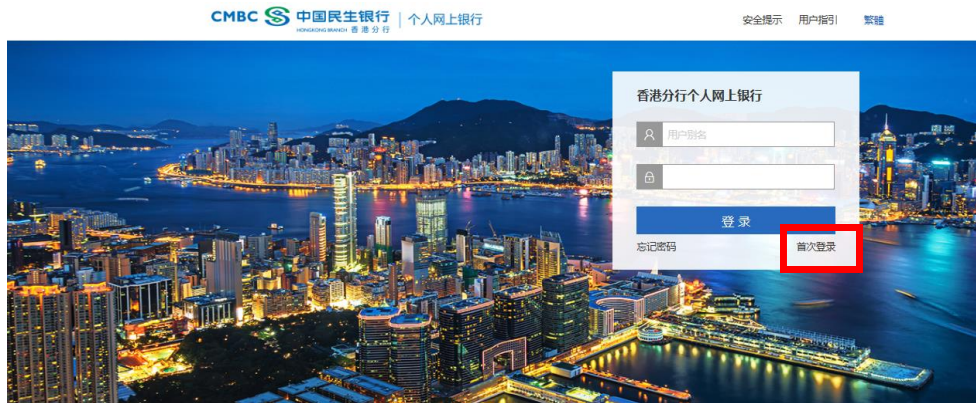 CMBC 中国民生银行 | 个人网上银行
HONGKONG BRANCH 香港分行
安全提示 用户指引 繁體
香港分行个人网上银行
用户别名
登录
忘记密码 首次登录